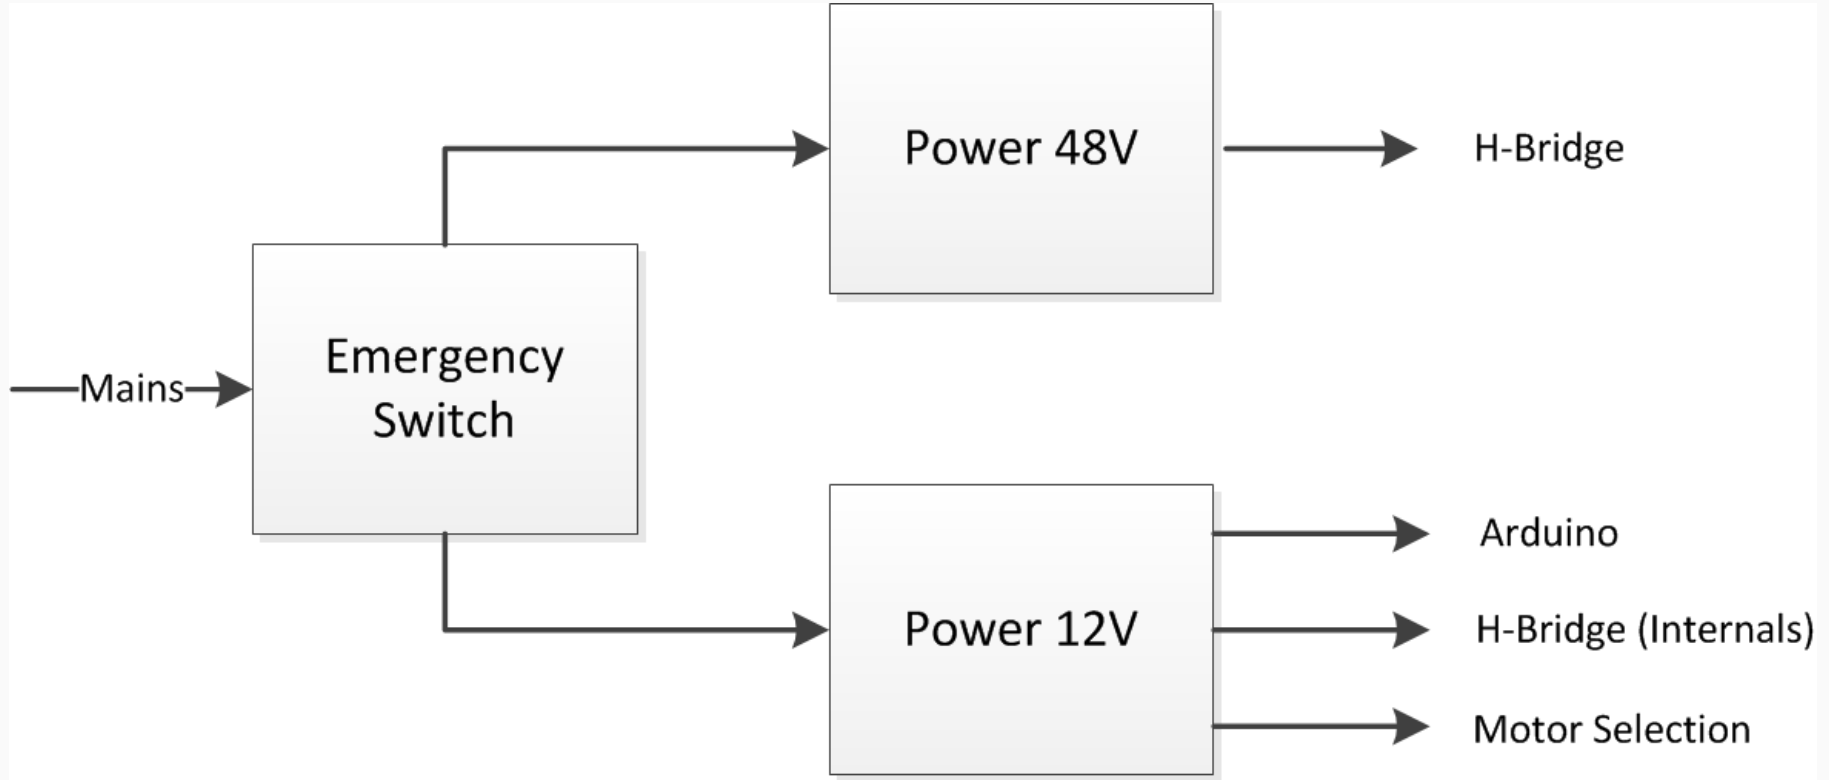 Power 48V
H-Bridge
Mains
Emergency
Switch
Power 12V
Arduino
H-Bridge (Internals)
Motor Selection